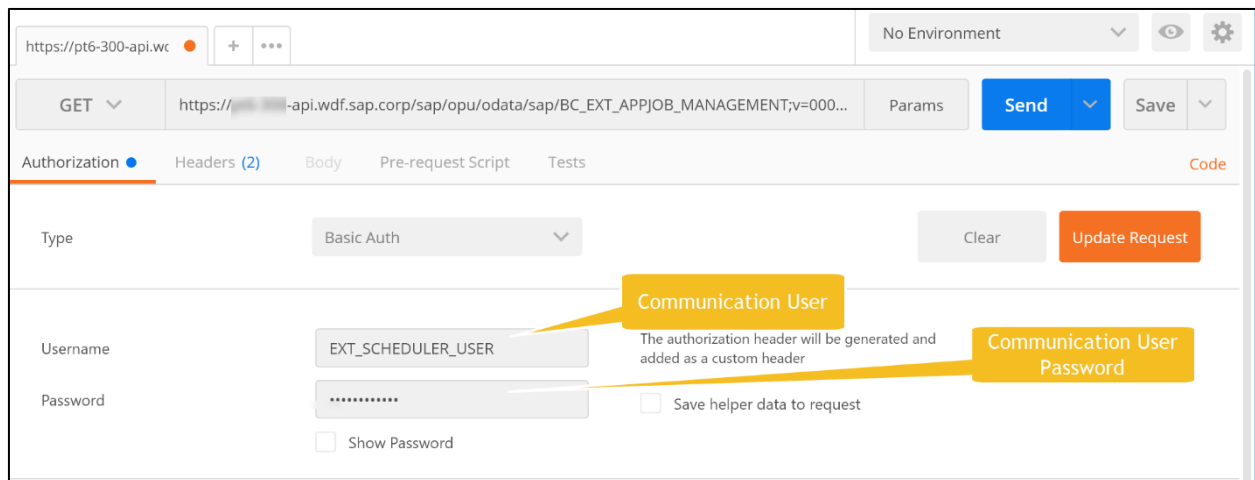 https://pt6-300-api.wc
+
No Environment
GET
https:// -api.wdf.sap.corp/sap/opu/odata/sap/BC_EXT_APPJOB_MANAGEMENT;v=000...
Params
Send
Save
Authorization
Headers (2)
Body
Pre-request Script
Tests
Code
Type
Basic Auth
Clear
Update Request
Communication User
Username
EXT_SCHEDULER_USER
The authorization header will be generated and
added as a custom header
Communication User
Password
Password
••••••••••••
Save helper data to request
Show Password